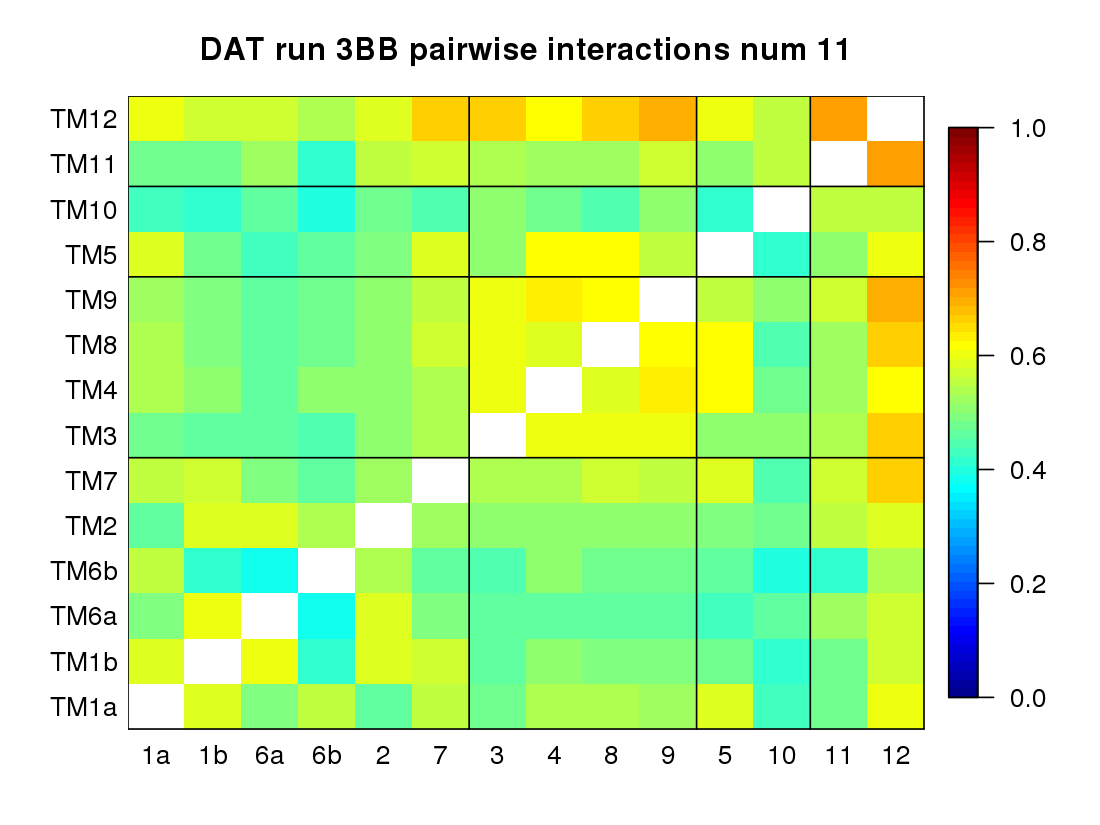 DAT run 3BB pairwise interactions num 11
TM12
TM11
TM10
TM5
TM9
TM8
TM4
TM3
TM7
TM2
TM6b
TM6a
TM1b
TM1a
1a 1b 6a 6b 2 7 3 4 8 9 5 10 11 12
1.0
0.8
0.6
0.4
0.2
0.0